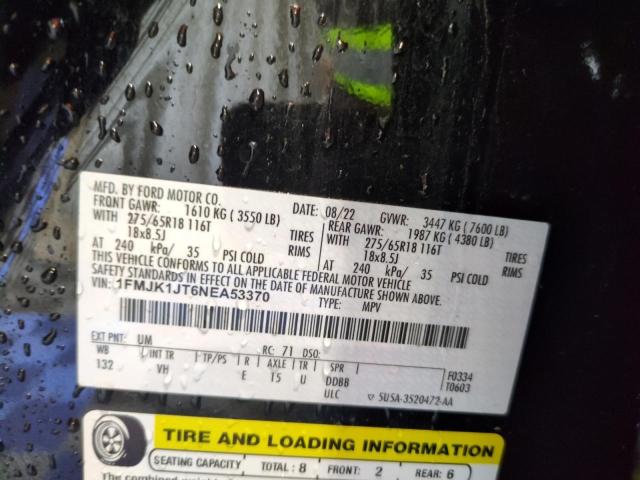 MFD. BY FORD MOTOR CO.
DATE: 08/22 GVWR: 3447 KG (7600 LB)
FRONT GAWR: 1610 KG (3550 LB) REAR GAWR: 1987 KG (4380 LB)
WITH 275/65R18 116T TIRES WITH 275/65R18 116T TIRES
18x8.5J RIMS 18x8.5J RIMS
AT 240 kPa/ 35 PSI COLD AT 240 kPa/ 35 PSI COLD
THIS VEHICLE CONFORMS TO ALL APPLICABLE FEDERAL MOTOR VEHICLE
SAFETY STANDARDS IN EFFECT ON THE DATE OF MANUFACTURE SHOWN ABOVE.
VIN: 1FMJK1JT6NEA53370 TYPE: MPV
EXT PNT: UM RC: 71 DSO:
WB INT TR TP/PS R AXLE TR SPR F0334
132 VH E T5 U DDBB T0603
ULC 5USA-3520472-AA
TIRE AND LOADING INFORMATION
SEATING CAPACITY TOTAL : 8 FRONT: 2 REAR: 6
The combined